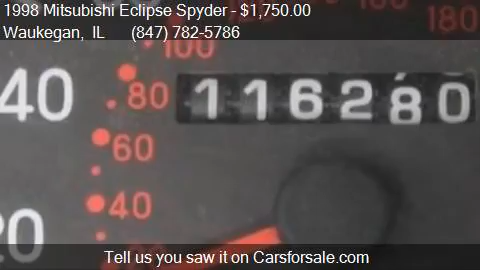 1998 Mitsubishi Eclipse Spyder - $1,750.00
Waukegan, IL (847) 782-5786
100 180
40 80 116280
60
40
20
Tell us you saw it on Carsforsale.com